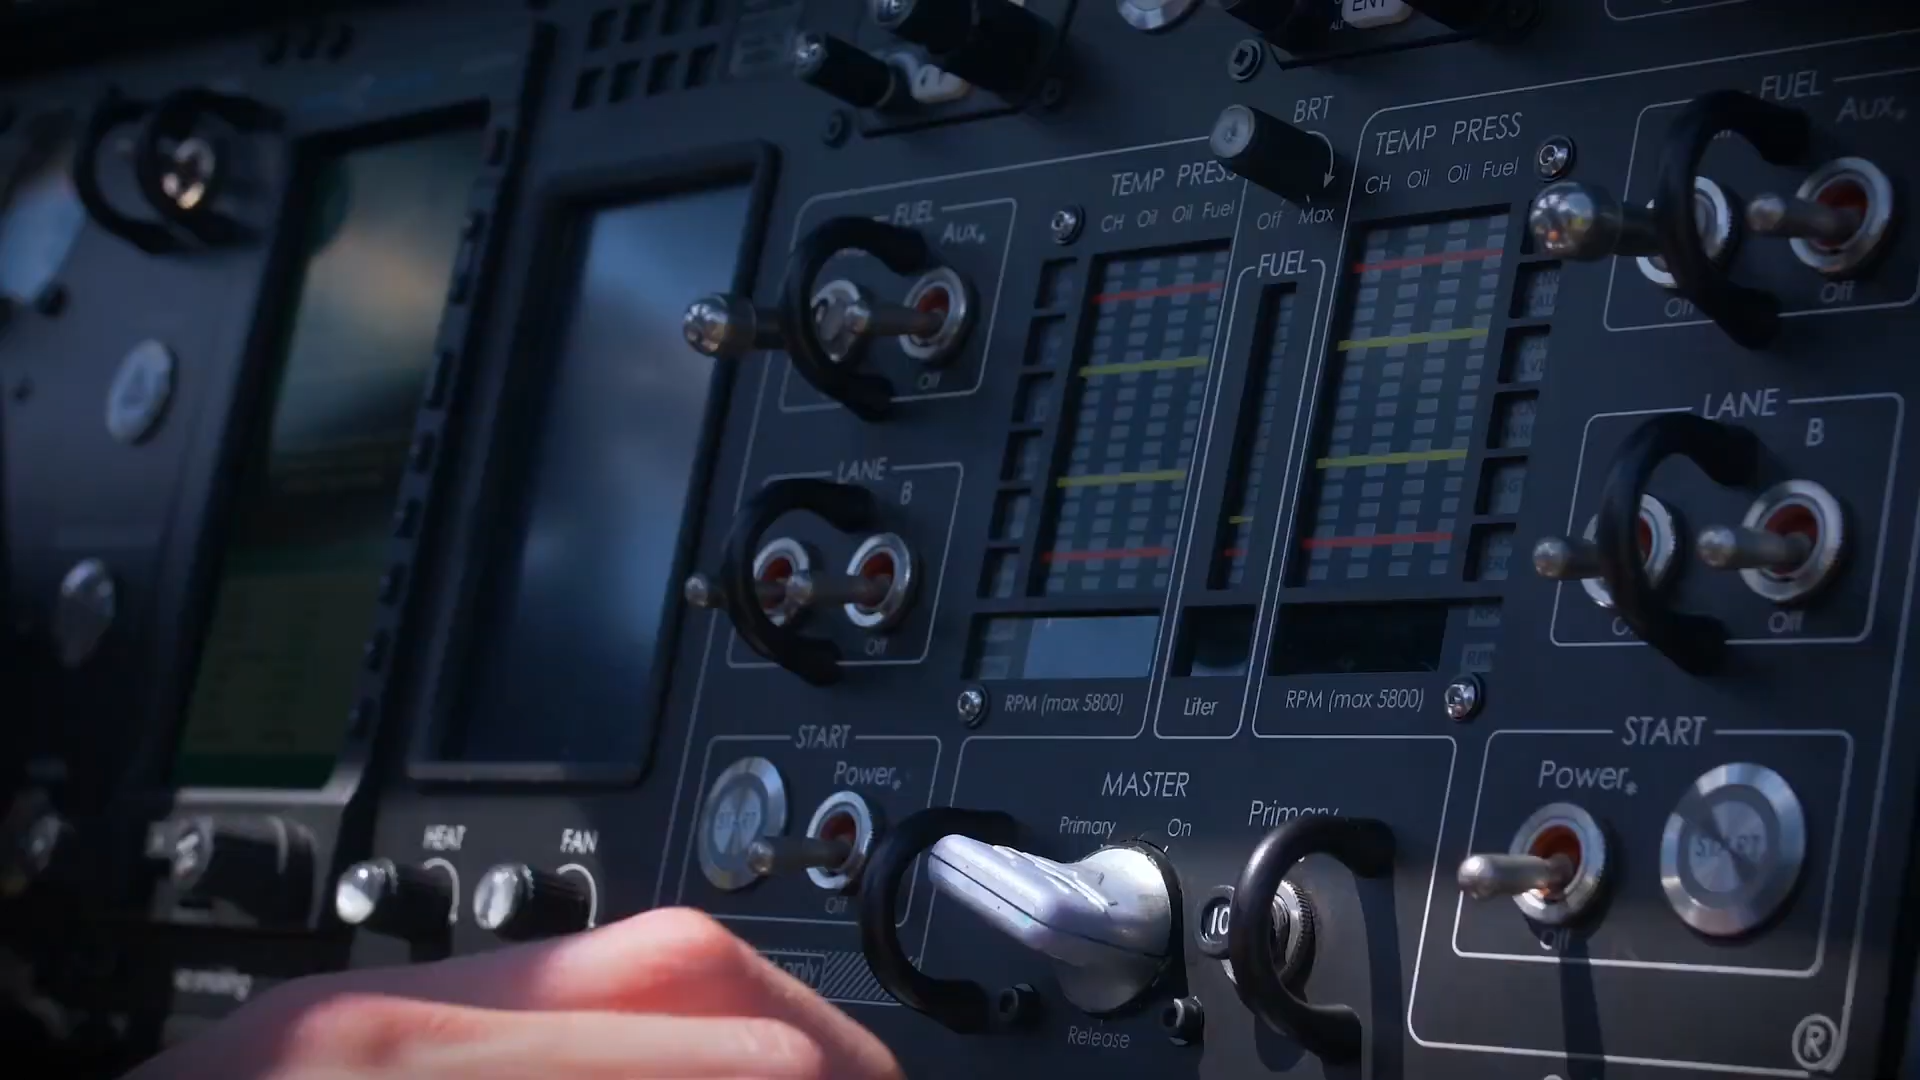 ENT
BRT
Off Max
FUEL
Aux.
Off
TEMP PRESS
CH Oil Oil Fuel
FUEL
TEMP PRESS
CH Oil Oil Fuel
FUEL
Aux.
Off
Off
LANE
B
Off
LANE
B
Off
RPM (max 5800)
Liter
RPM (max 5800)
START
Power
START
Off
MASTER
Primary On
Release
Primary
10
START
Power
START
Off
HEAT
FAN
only
®